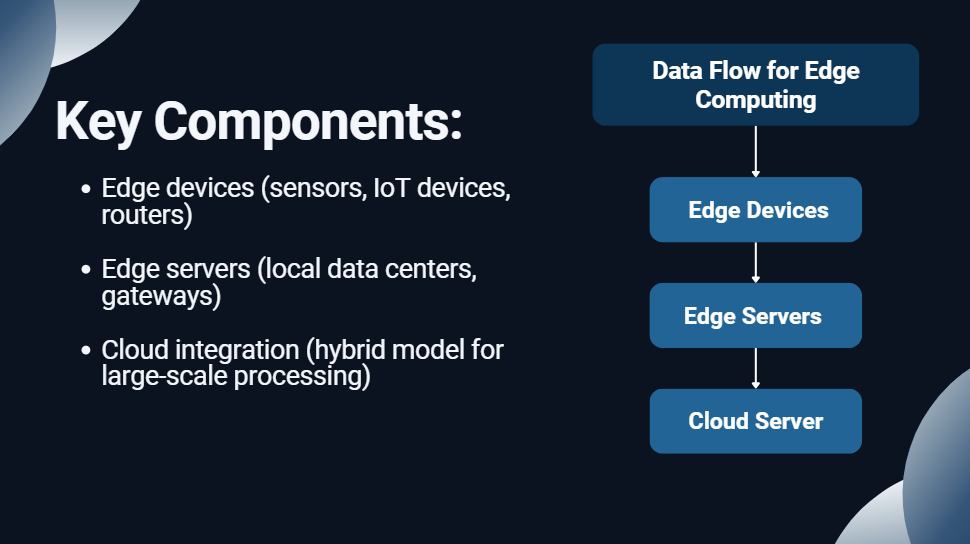 Key Components:
• Edge devices (sensors, IoT devices,
routers)
• Edge servers (local data centers,
gateways)
• Cloud integration (hybrid model for
large-scale processing)
Data Flow for Edge
Computing
Edge Devices
Edge Servers
Cloud Server